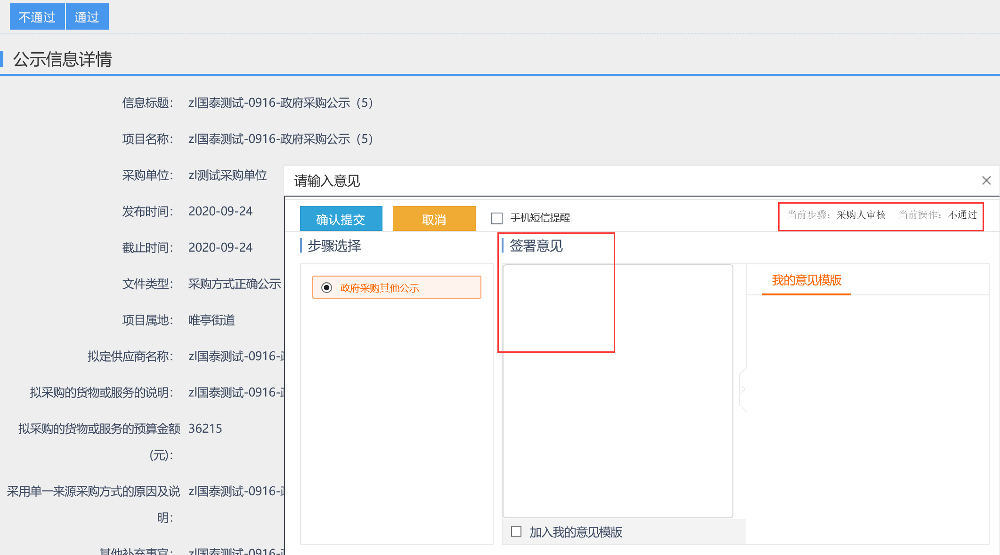 不通过 通过
公示信息详情
信息标题： zl国泰测试-0916-政府采购公示（5）
项目名称： zl国泰测试-0916-政府采购公示（5）
采购单位： zl测试采购单位
发布时间： 2020-09-24
截止时间： 2020-09-24
文件类型： 采购方式正确公示
项目属地： 唯亭街道
拟定供应商名称： zl国泰测试-0916-
拟采购的货物或服务的说明： zl国泰测试-0916-
拟采购的货物或服务的预算金额 36215
(元)：
采用单一来源采购方式的原因及说 zl国泰测试-0916-
明：
其他补充事宜： zl国泰测试-0916-
请输入意见
确认提交 取消 手机短信提醒 当前步骤：采购人审核 当前操作：不通过
步骤选择 签署意见
政府采购其他公示
我的意见模版
加入我的意见模版